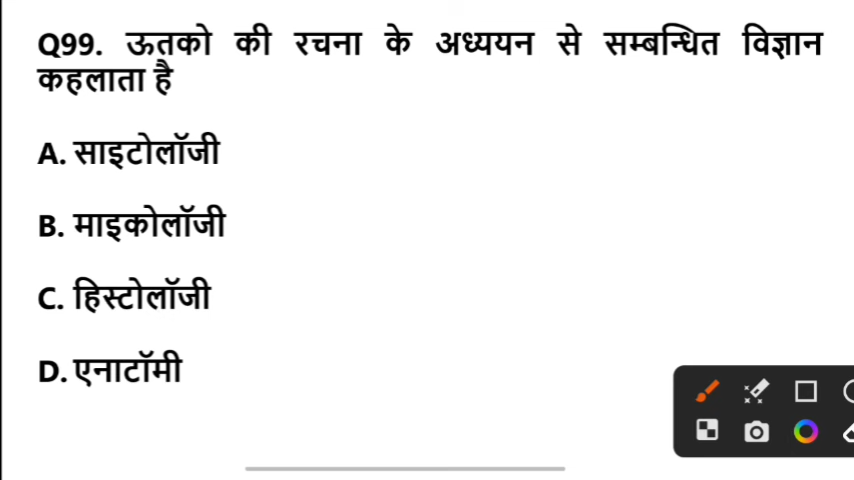 Q99. ऊतको की रचना के अध्ययन से सम्बन्धित विज्ञान
कहलाता है
A. साइटोलॉजी
B. माइकोलॉजी
C. हिस्टोलॉजी
D. एनाटॉमी